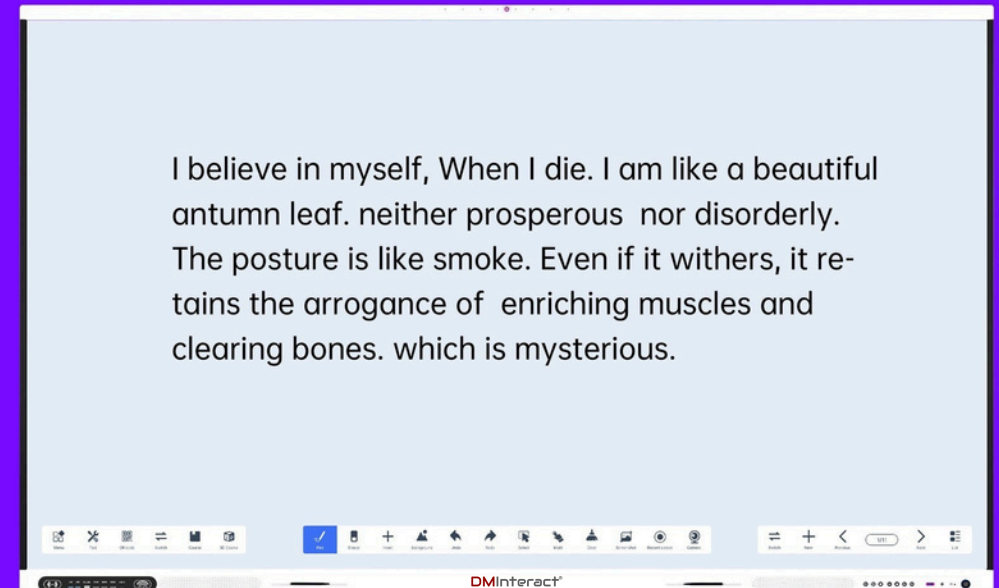 I believe in myself, When I die. I am like a beautiful
antumn leaf. neither prosperous  nor disorderly.
The posture is like smoke. Even if it withers, it re-
tains the arrogance of  enriching muscles and
clearing bones. which is mysterious.
Menu
DMInteract